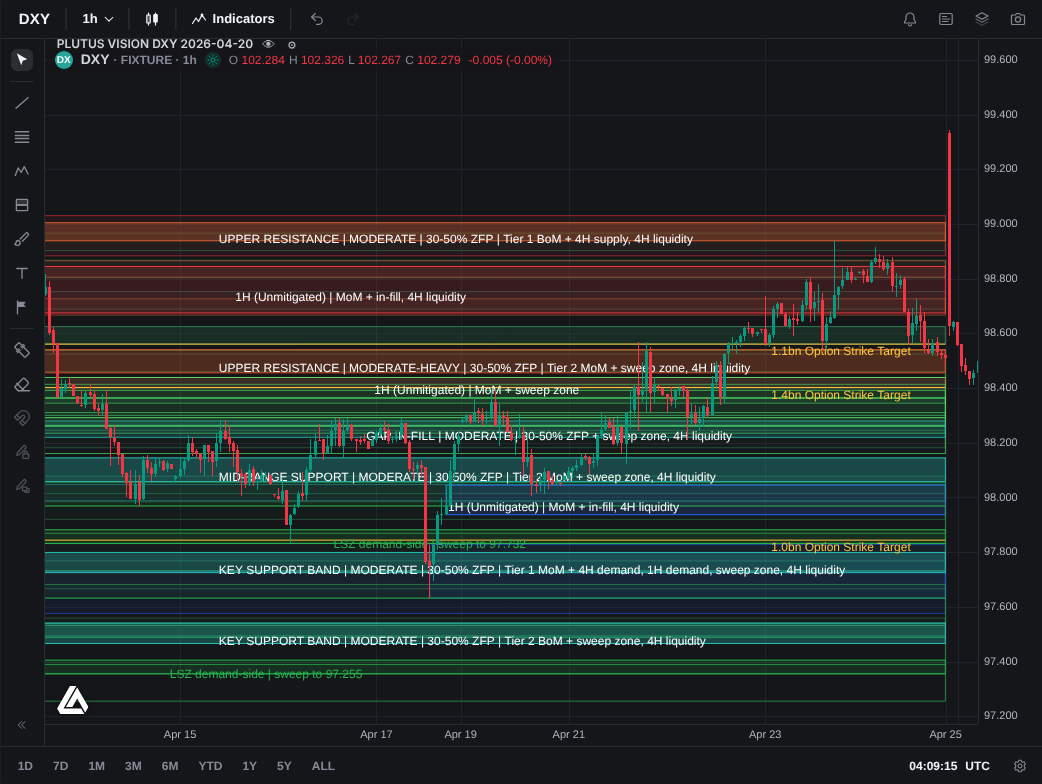 DXY
1h
Indicators
PLUTUS VISION DXY 2026-04-20
DX
DXY · FIXTURE · 1h O 102.284 H 102.326 L 102.267 C 102.279 -0.005 (-0.00%)
99.600
99.400
99.200
99.000
UPPER RESISTANCE | MODERATE | 30-50% ZFP | Tier 1 BoM + 4H supply, 4H liquidity
98.800
1H (Unmitigated) | MoM + in-fill, 4H liquidity
98.600
1.1bn Option Strike Target
UPPER RESISTANCE | MODERATE-HEAVY | 30-50% ZFP | Tier 2 MoM + sweep zone, 4H liquidity
98.400
1H (Unmitigated) | MoM + sweep zone
1.4bn Option Strike Target
GAP IN-FILL | MODERATE | 30-50% ZFP + sweep zone, 4H liquidity
98.200
MID-RANGE SUPPORT | MODERATE | 30-50% ZFP | Tier 2 MoM + sweep zone, 4H liquidity
98.000
1H (Unmitigated) | MoM + in-fill, 4H liquidity
LSZ demand-side | sweep to 97.732
1.0bn Option Strike Target
97.800
KEY SUPPORT BAND | MODERATE | 30-50% ZFP | Tier 1 MoM + 4H demand, 1H demand, sweep zone, 4H liquidity
97.600
KEY SUPPORT BAND | MODERATE | 30-50% ZFP | Tier 2 BoM + sweep zone, 4H liquidity
97.400
LSZ demand-side | sweep to 97.255
97.200
Apr 15 Apr 17 Apr 19 Apr 21 Apr 23 Apr 25
1D 7D 1M 3M 6M YTD 1Y 5Y ALL 04:09:15 UTC